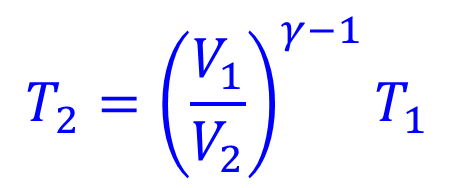 T₂ = (V₁/V₂)^(γ−1) T₁